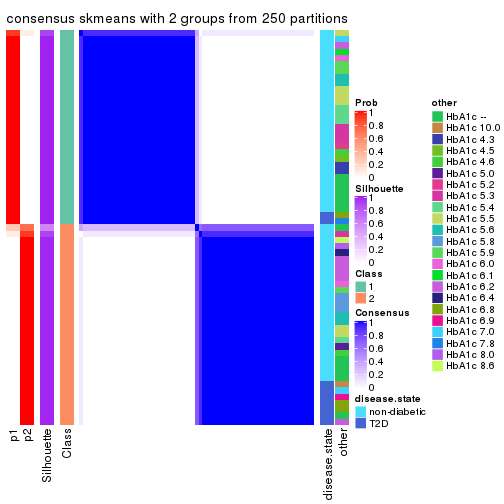 consensus skmeans with 2 groups from 250 partitions
Prob
1
0.8
0.6
0.4
0.2
0
Silhouette
1
0.8
0.6
0.4
0.2
0
Class
1
2
Consensus
1
0.8
0.6
0.4
0.2
0
disease.state
non-diabetic
T2D
other
HbA1c --
HbA1c 10.0
HbA1c 4.3
HbA1c 4.5
HbA1c 4.6
HbA1c 5.0
HbA1c 5.2
HbA1c 5.3
HbA1c 5.4
HbA1c 5.5
HbA1c 5.6
HbA1c 5.8
HbA1c 5.9
HbA1c 6.0
HbA1c 6.1
HbA1c 6.2
HbA1c 6.4
HbA1c 6.8
HbA1c 6.9
HbA1c 7.0
HbA1c 7.8
HbA1c 8.0
HbA1c 8.6
p1
p2
Silhouette
Class
disease.state
other